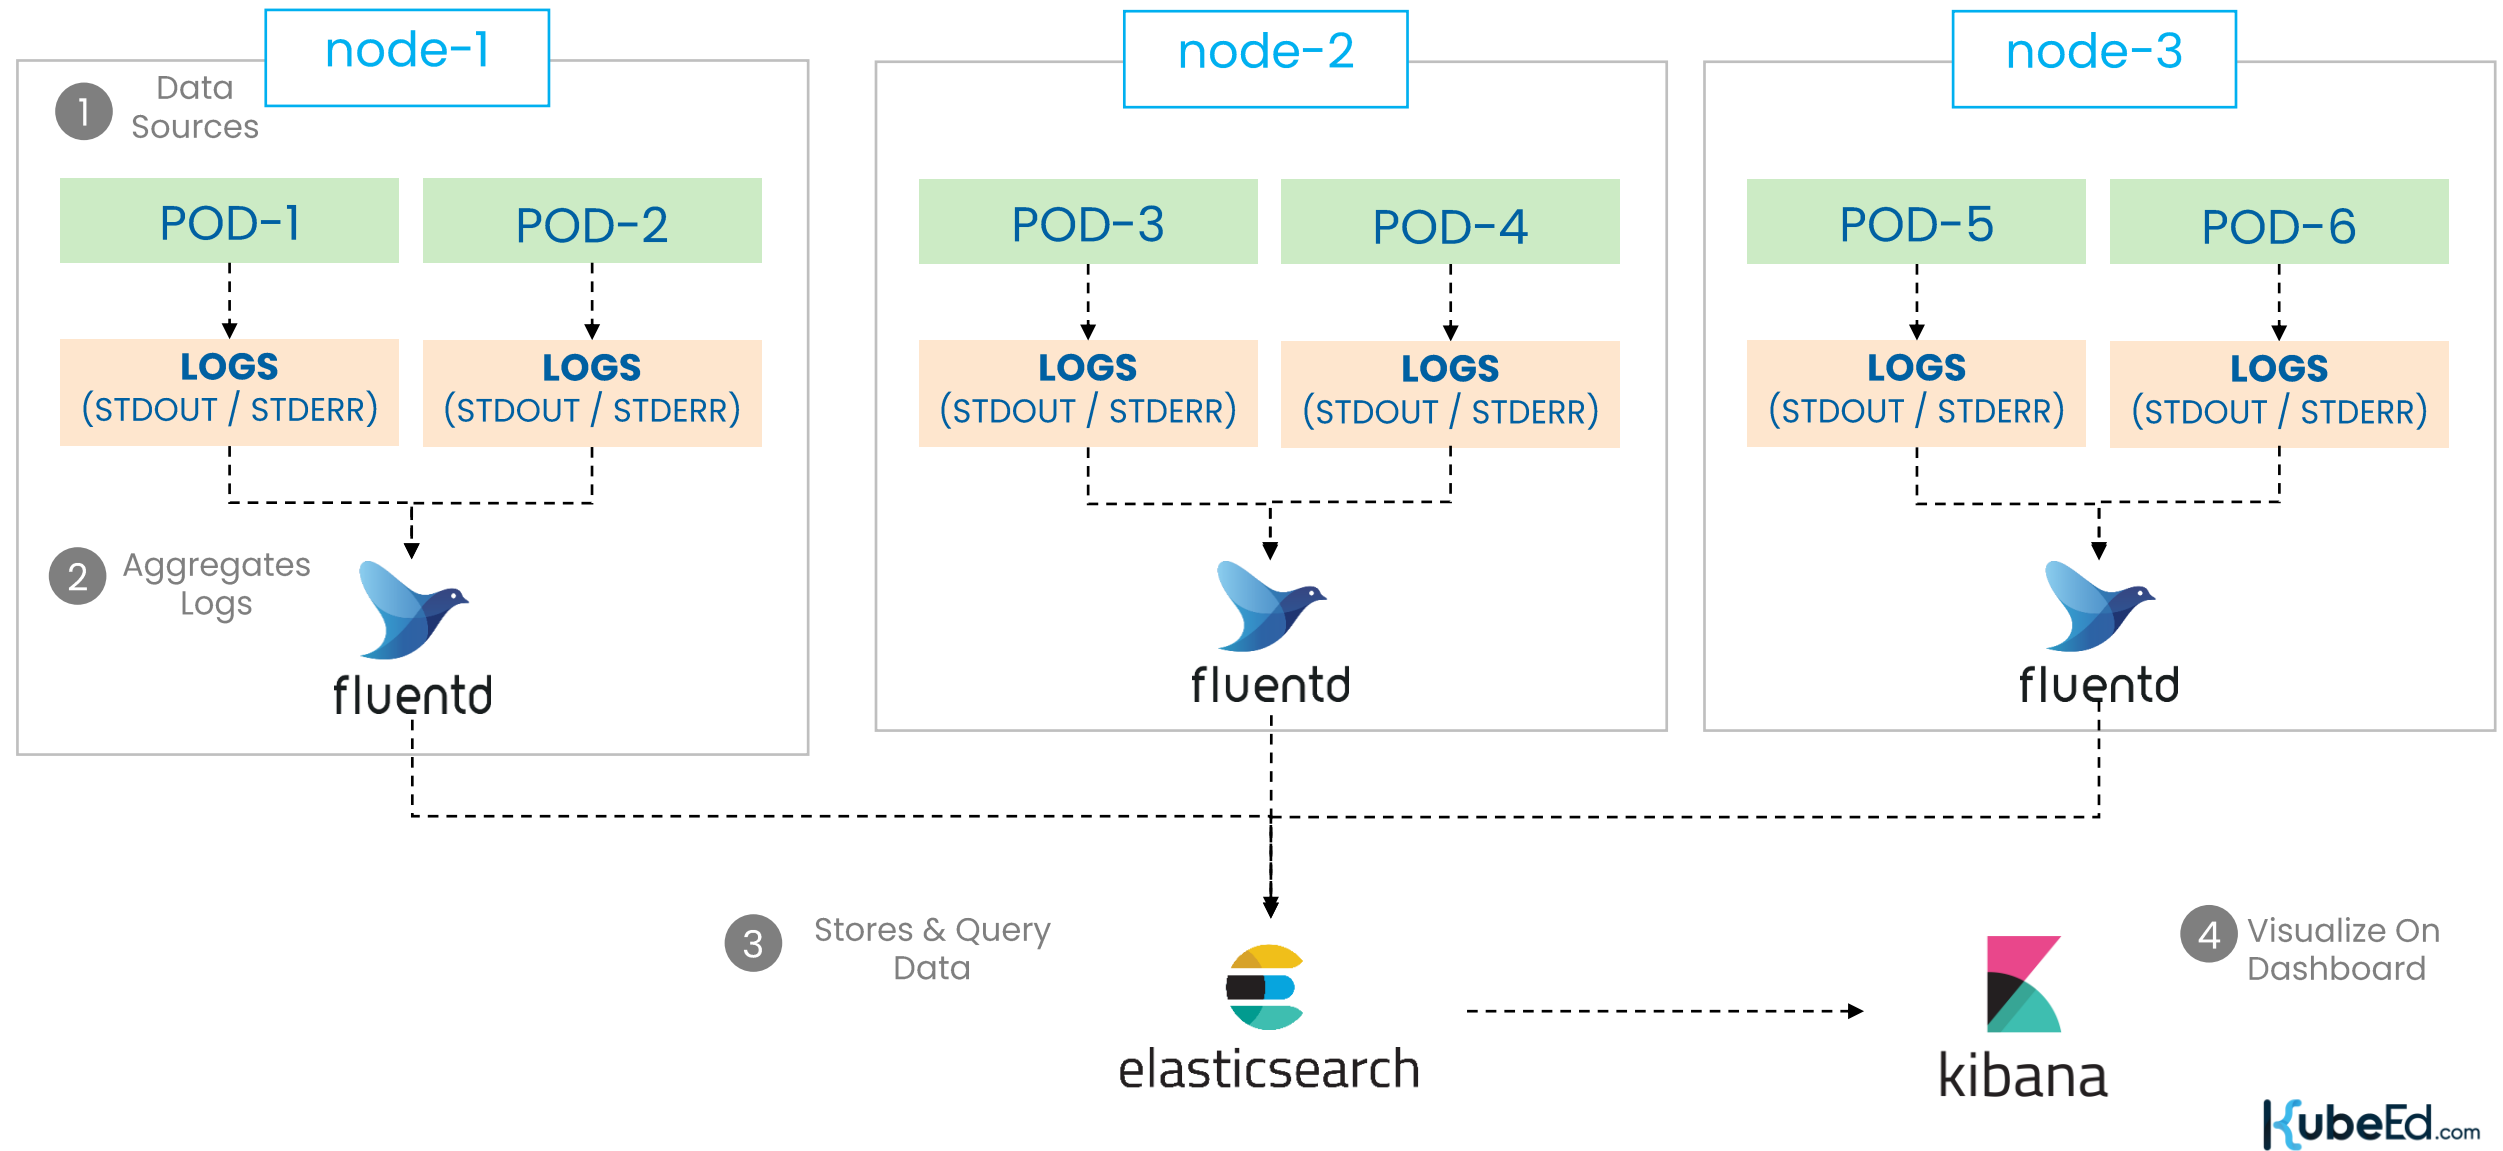 node-1
node-2
node-3
1
Data
Sources
POD-1
POD-2
POD-3
POD-4
POD-5
POD-6
LOGS
(STDOUT / STDERR)
LOGS
(STDOUT / STDERR)
LOGS
(STDOUT / STDERR)
LOGS
(STDOUT / STDERR)
LOGS
(STDOUT / STDERR)
LOGS
(STDOUT / STDERR)
2
Aggregates
Logs
fluentd
fluentd
fluentd
3
Stores & Query
Data
elasticsearch
4
Visualize On
Dashboard
kibana
KubeEd.com